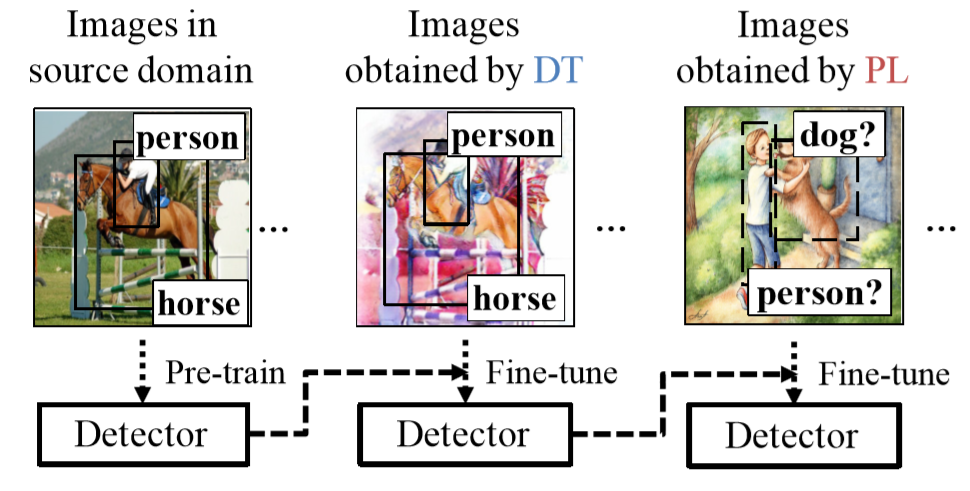 Images in
source domain
Images
obtained by DT
Images
obtained by PL
person
horse
...
person
horse
...
dog?
person?
...
Pre-train
Fine-tune
Fine-tune
Detector
Detector
Detector